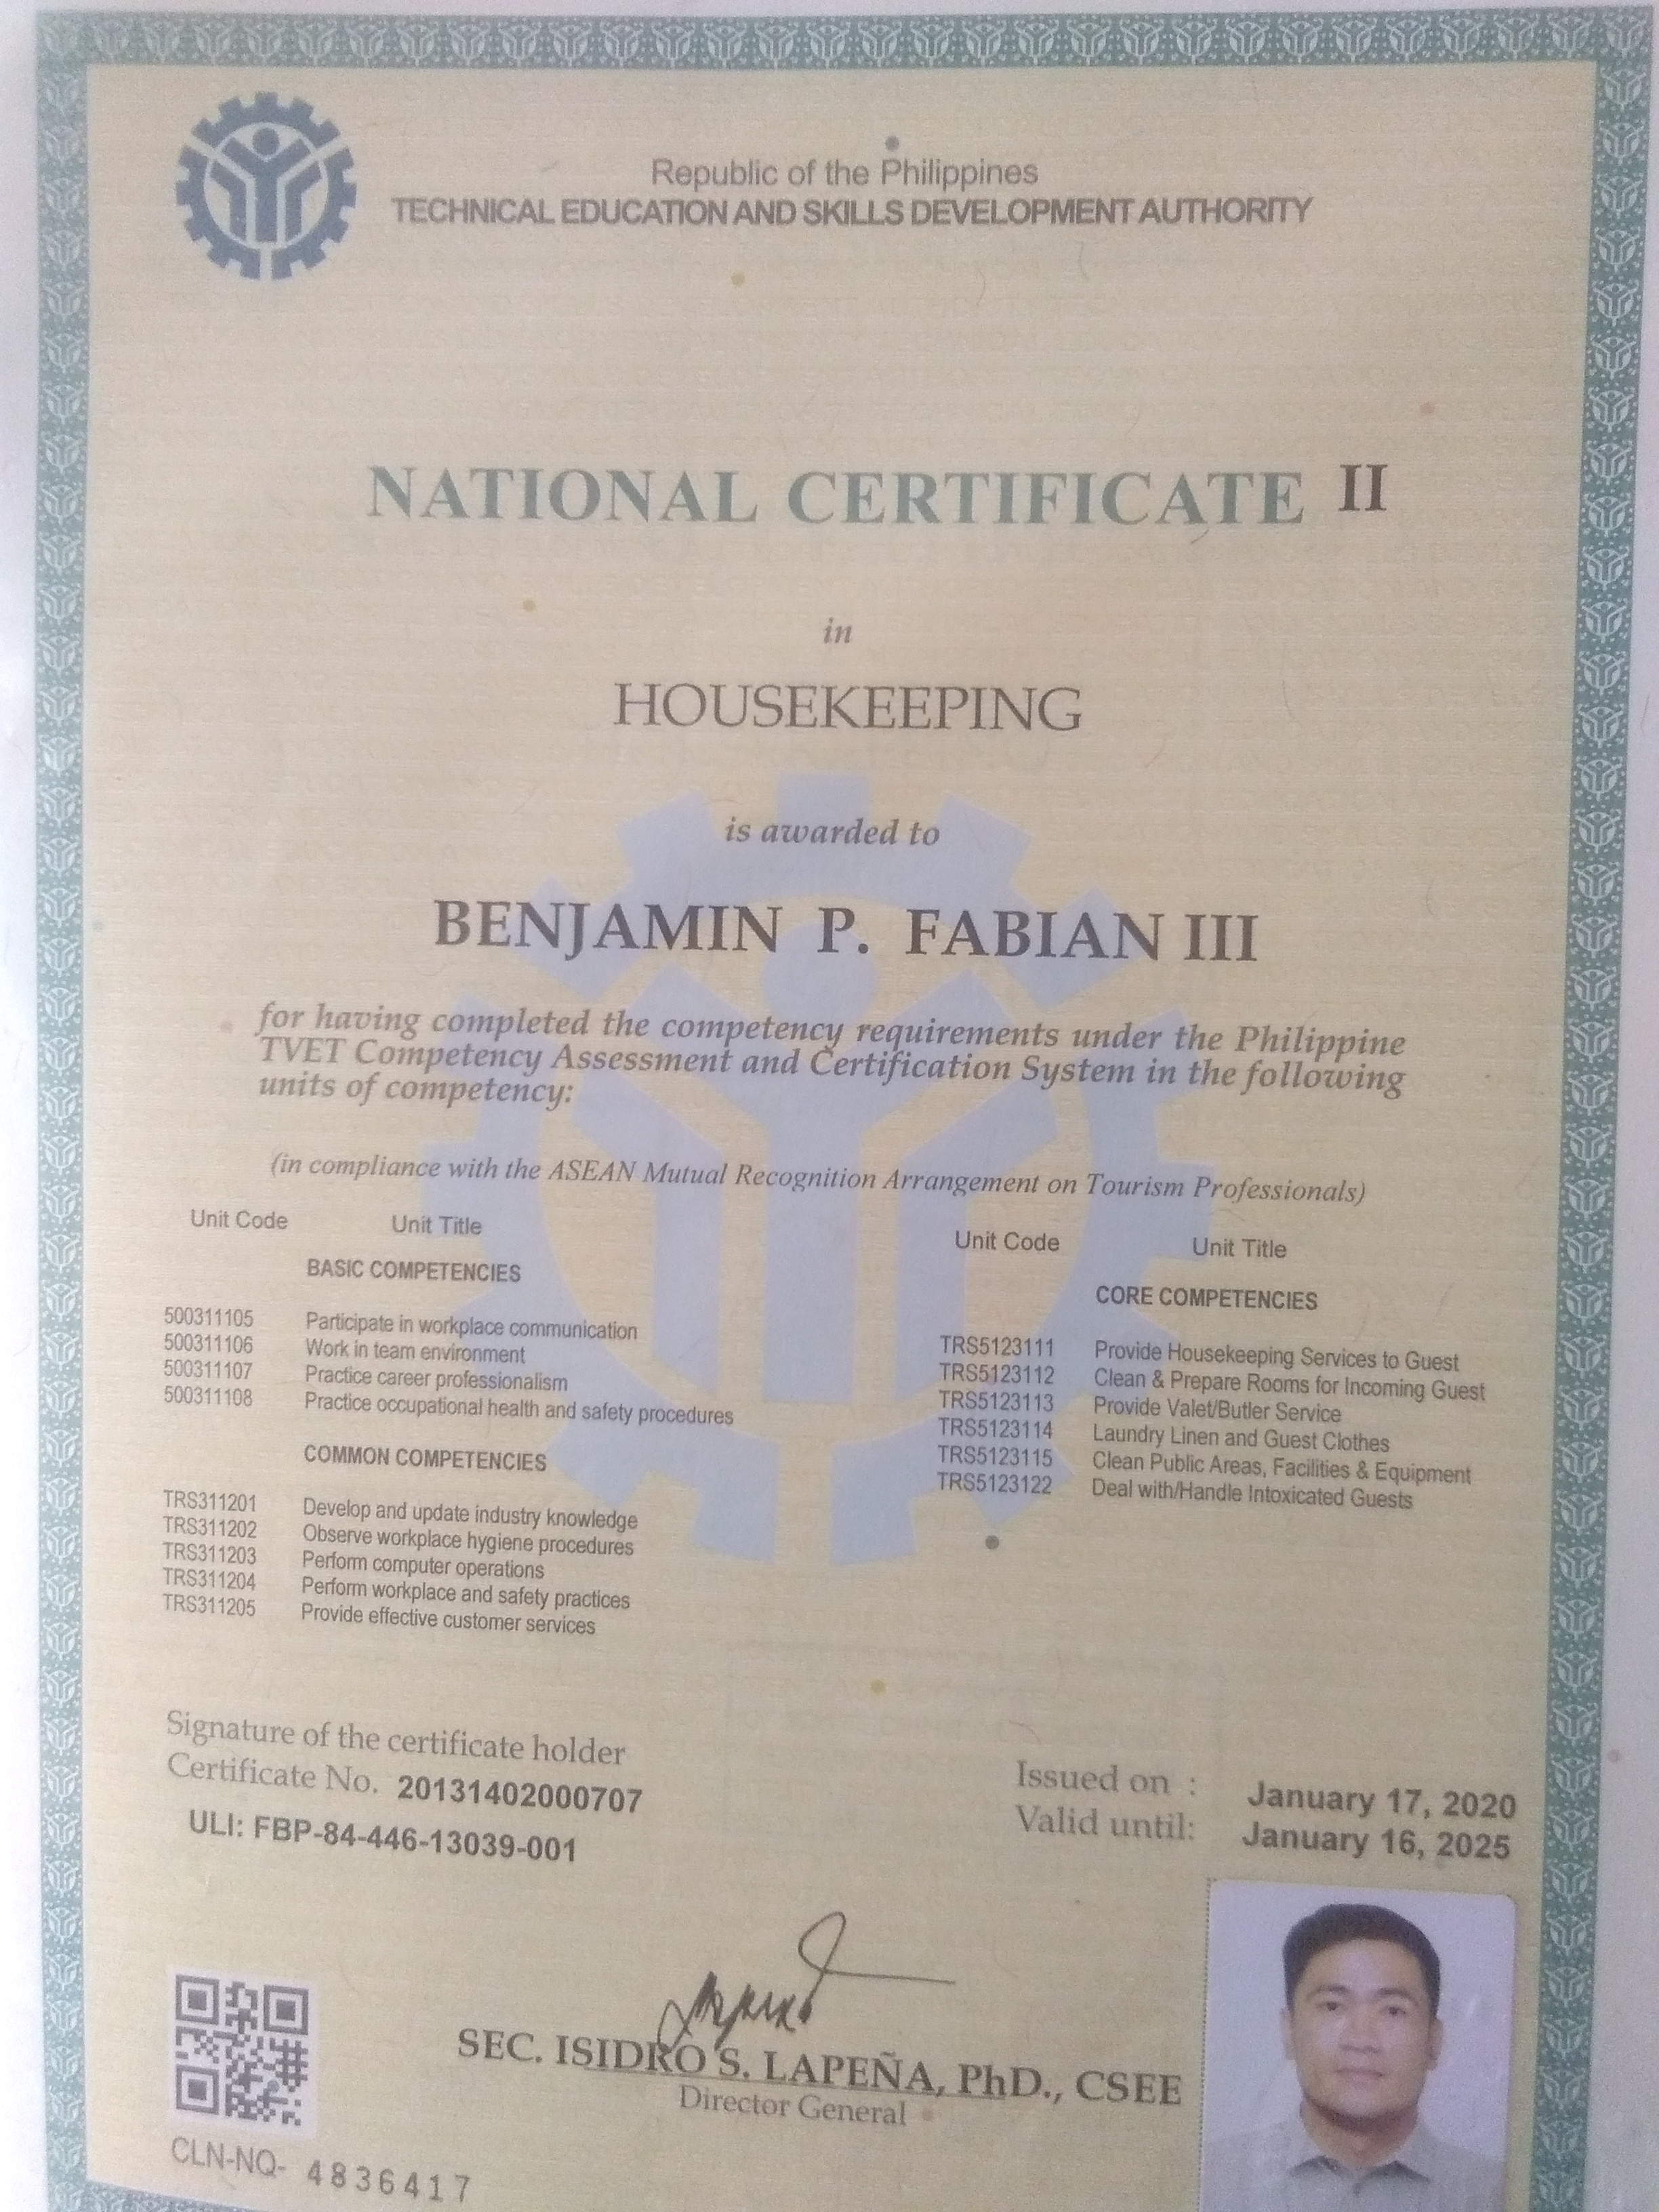 Republic of the Philippines
TECHNICAL EDUCATION AND SKILLS DEVELOPMENT AUTHORITY
NATIONAL CERTIFICATE II
in
HOUSEKEEPING
is awarded to
BENJAMIN P. FABIAN III
for having completed the competency requirements under the Philippine
TVET Competency Assessment and Certification System in the following
units of competency:
(in compliance with the ASEAN Mutual Recognition Arrangement on Tourism Professionals)
Unit Code Unit Title
BASIC COMPETENCIES
500311105 Participate in workplace communication
500311106 Work in team environment
500311107 Practice career professionalism
500311108 Practice occupational health and safety procedures
COMMON COMPETENCIES
TRS311201 Develop and update industry knowledge
TRS311202 Observe workplace hygiene procedures
TRS311203 Perform computer operations
TRS311204 Perform workplace and safety practices
TRS311205 Provide effective customer services
Unit Code Unit Title
CORE COMPETENCIES
TRS5123111 Provide Housekeeping Services to Guest
TRS5123112 Clean & Prepare Rooms for Incoming Guest
TRS5123113 Provide Valet/Butler Service
TRS5123114 Laundry Linen and Guest Clothes
TRS5123115 Clean Public Areas, Facilities & Equipment
TRS5123122 Deal with/Handle Intoxicated Guests
Signature of the certificate holder
Certificate No. 20131402000707
ULI: FBP-84-446-13039-001
Issued on : January 17, 2020
Valid until: January 16, 2025
SEC. ISIDRO S. LAPEÑA, PhD., CSEE
Director General
CLN-NQ- 4836417